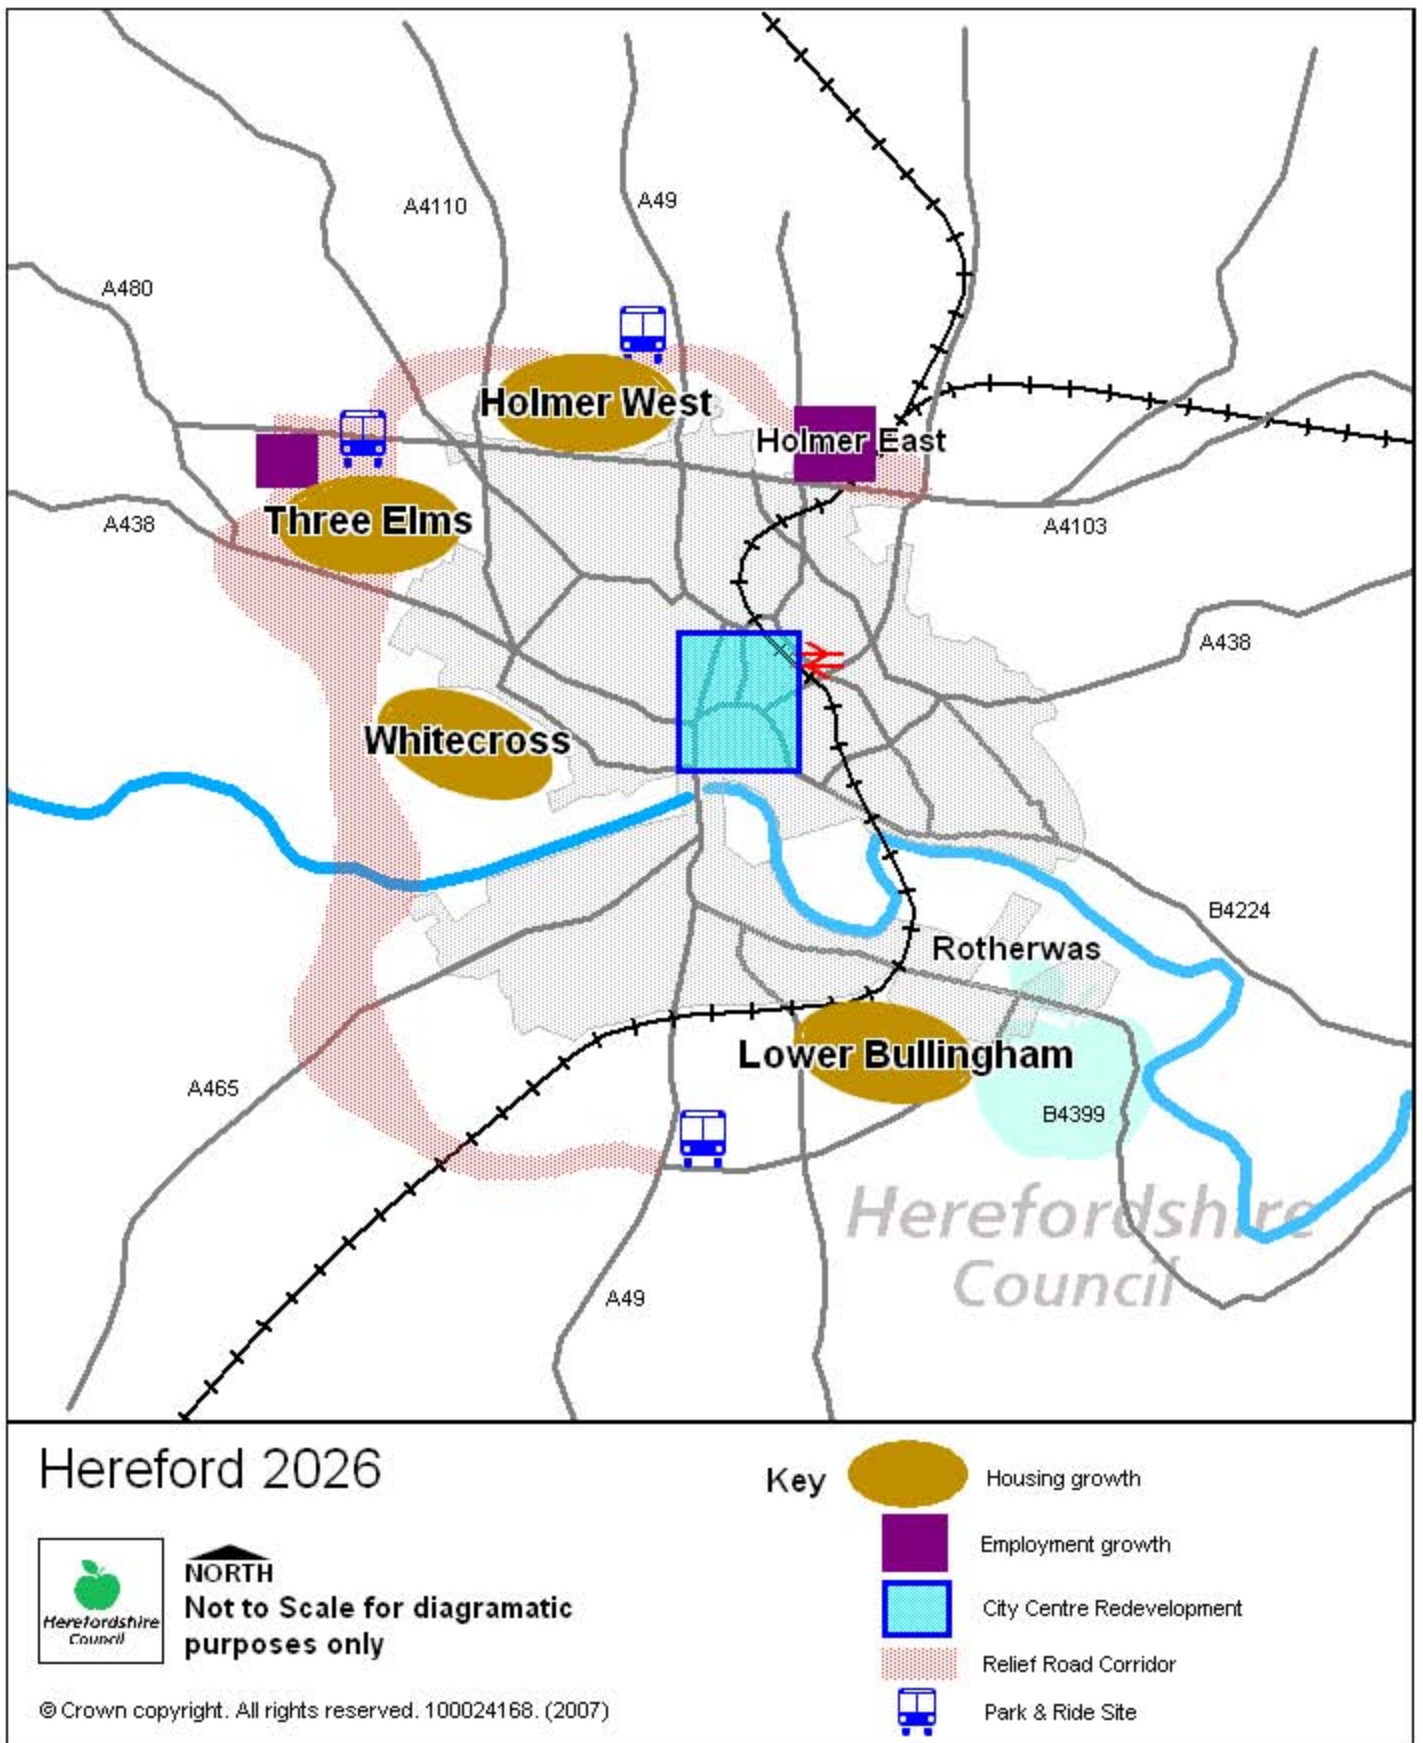 A4110
A49
A480
Holmer West
Holmer East
Three Elms
A438
A4103
A438
Whitecross
B4224
Rotherwas
Lower Bullingham
A465
B4399
Herefordshire
Council
A49
Hereford 2026
Key
Housing growth
Employment growth
City Centre Redevelopment
Relief Road Corridor
Park & Ride Site
Herefordshire
Council
NORTH
Not to Scale for diagramatic
purposes only
© Crown copyright. All rights reserved. 100024168. (2007)